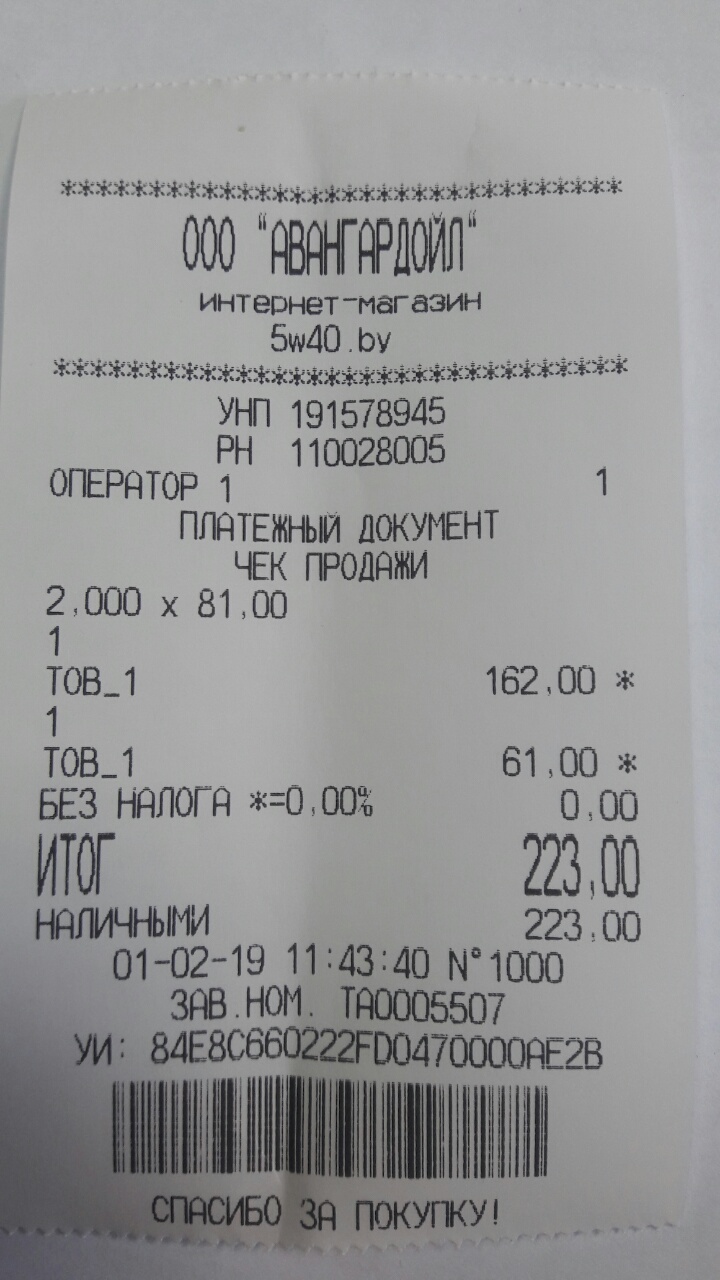 ********************************
ООО "АВАНГАРДОЙЛ"
интернет-магазин
5w40.by
********************************
УНП 191578945
РН 110028005
ОПЕРАТОР 1 1
ПЛАТЕЖНЫЙ ДОКУМЕНТ
ЧЕК ПРОДАЖИ
2,000 x 81,00
1
ТОВ_1 162,00 *
1
ТОВ_1 61,00 *
БЕЗ НАЛОГА *=0,00% 0,00
ИТОГ 223,00
НАЛИЧНЫМИ 223,00
01-02-19 11:43:40 N°1000
ЗАВ.НОМ. ТА0005507
УИ: 84E8C660222FD0470000AE2B
СПАСИБО ЗА ПОКУПКУ!